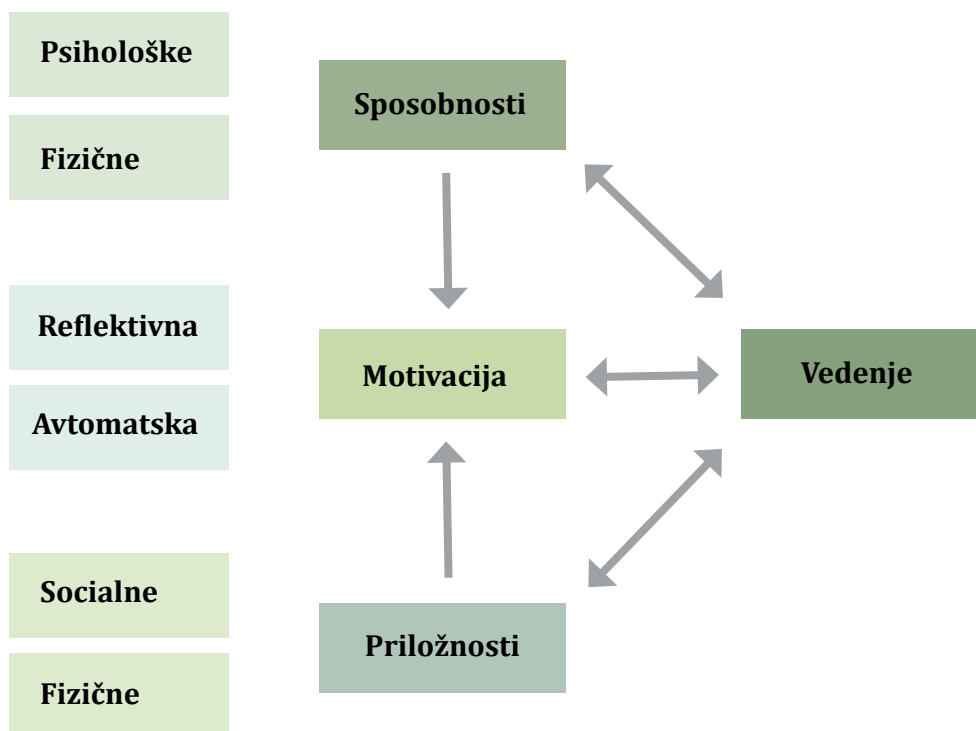 Psihološke
Fizične
Sposobnosti
Reflektivna
Avtomatska
Motivacija
Vedenje
Socialne
Fizične
Priložnosti